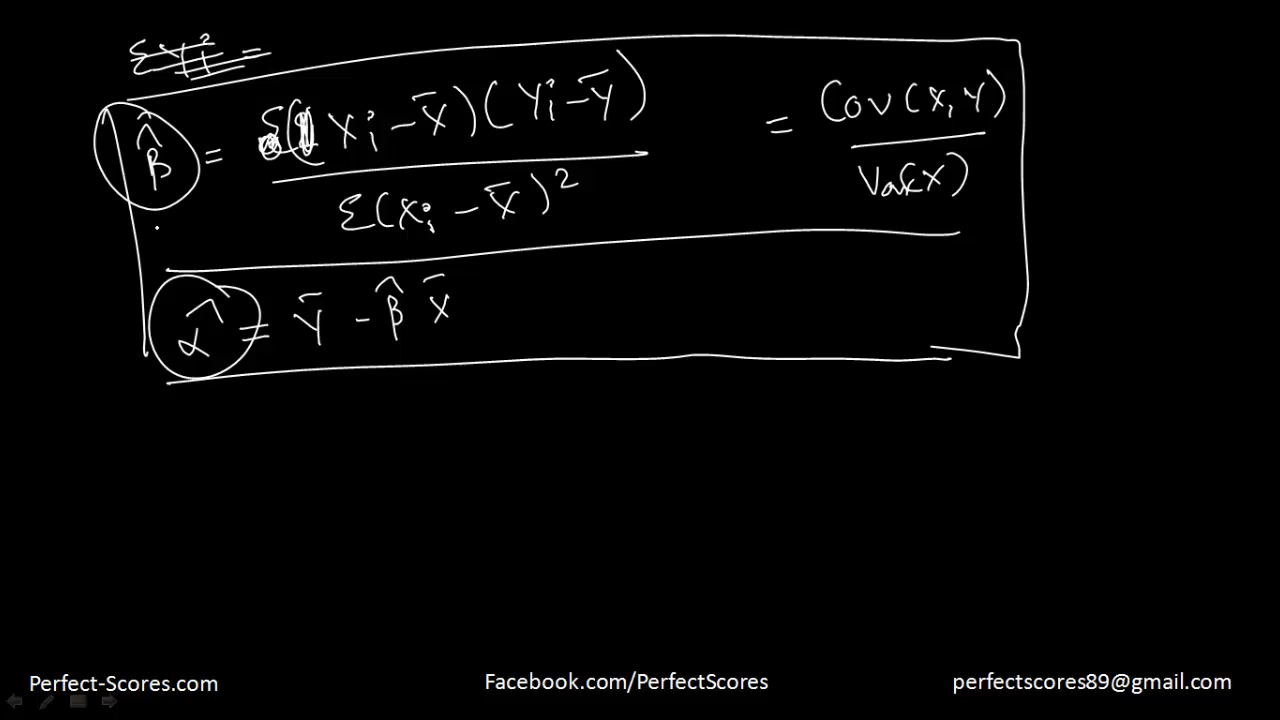 β̂ = Σ(Xi − X̄)(Yi − Ȳ) / Σ(Xi − X̄)² = Cov(X, Y) / Var(X)
α̂ = Ȳ − β̂ X̄
Perfect-Scores.com
Facebook.com/PerfectScores
perfectscores89@gmail.com